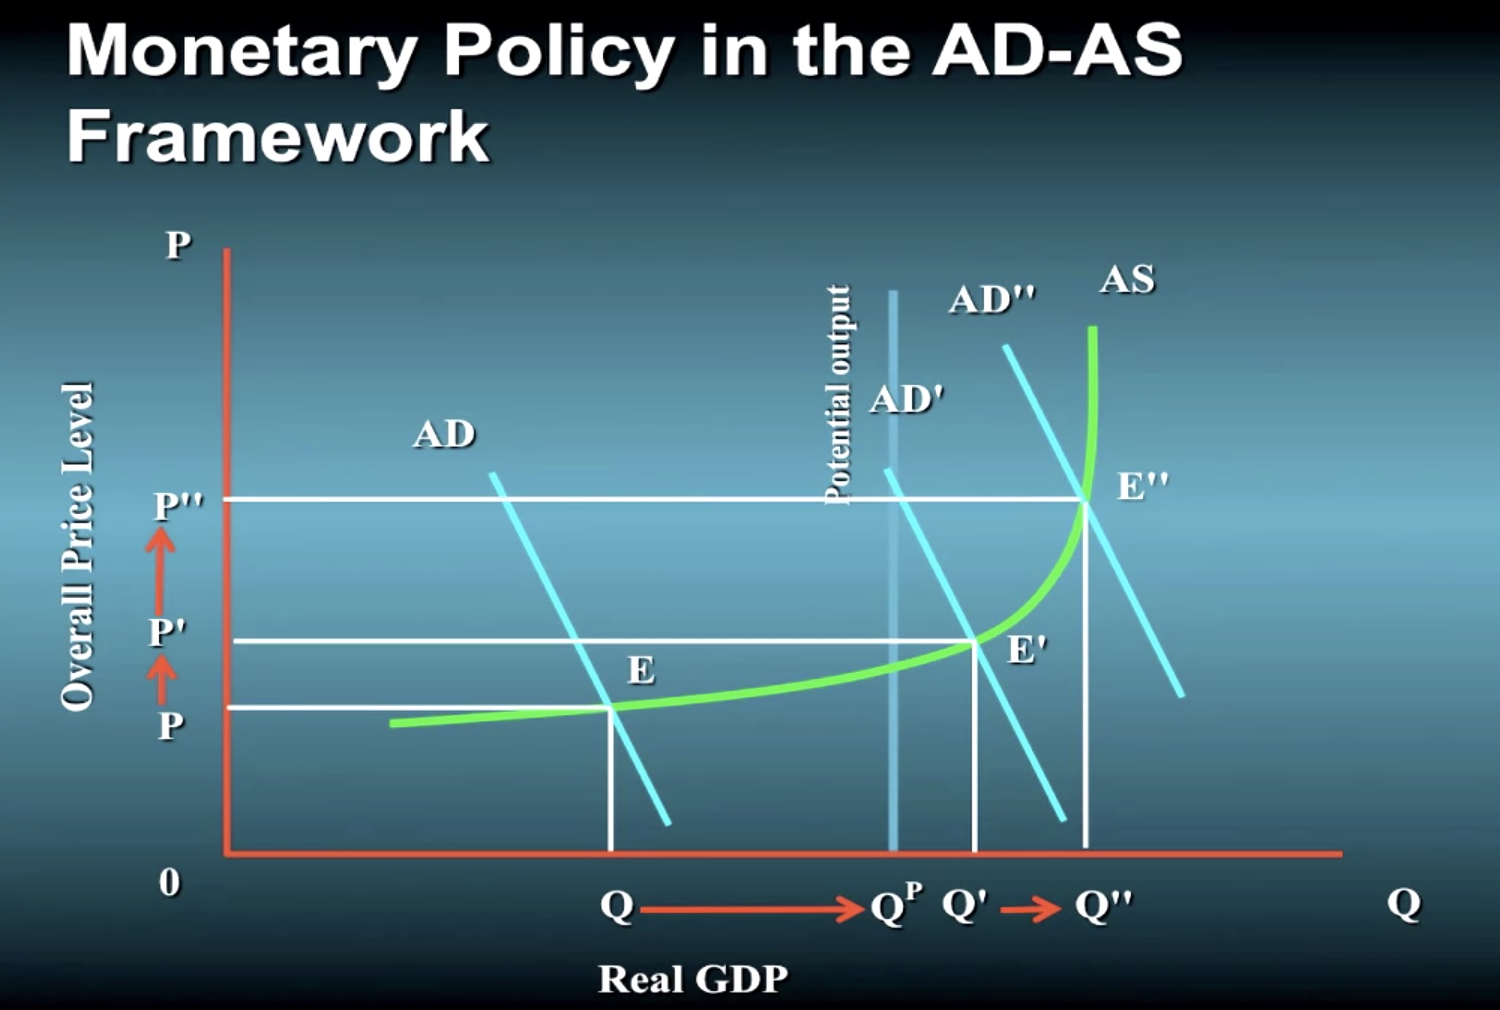 Monetary Policy in the AD-AS
Framework
P
AS
AD''
Potential output
AD'
AD
Overall Price Level
P''
E''
P'
E'
E
P
0
Q
Q^P
Q'
Q''
Q
Real GDP